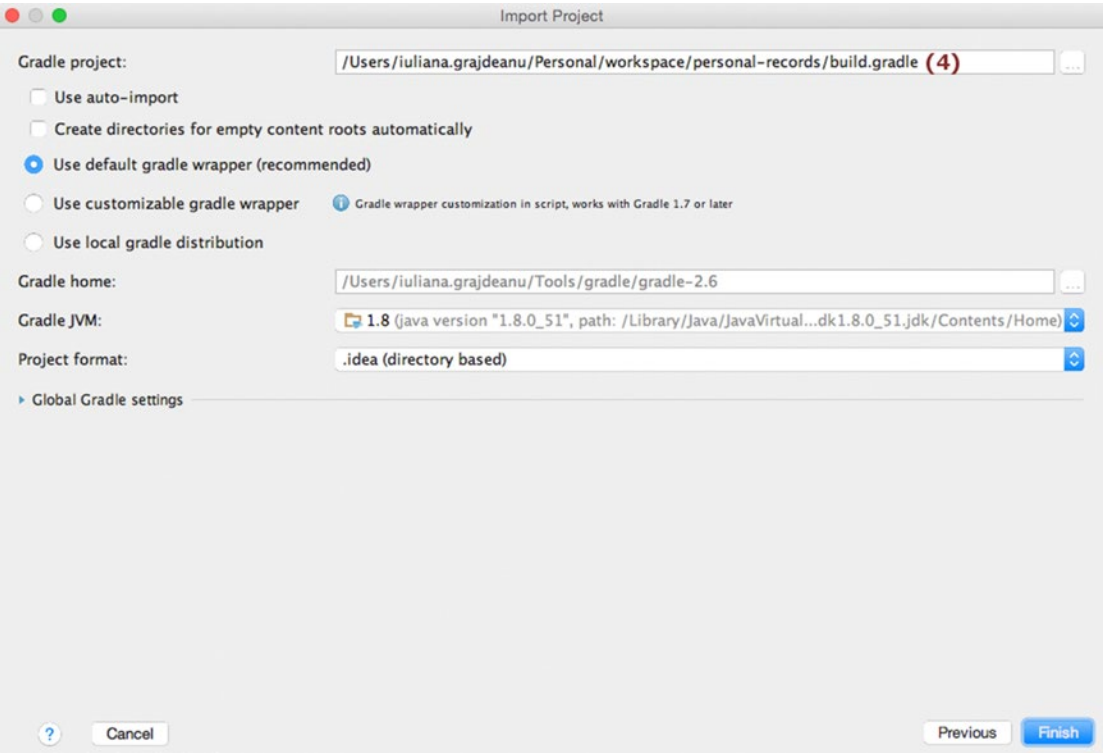 Import Project
Gradle project: /Users/iuliana.grajdeanu/Personal/workspace/personal-records/build.gradle (4) ...
Use auto-import
Create directories for empty content roots automatically
Use default gradle wrapper (recommended)
Use customizable gradle wrapper Gradle wrapper customization in script, works with Gradle 1.7 or later
Use local gradle distribution
Gradle home: /Users/iuliana.grajdeanu/Tools/gradle/gradle-2.6 ...
Gradle JVM: 1.8 (java version "1.8.0_51", path: /Library/Java/JavaVirtual...dk1.8.0_51.jdk/Contents/Home)
Project format: .idea (directory based)
Global Gradle settings
? Cancel Previous Finish